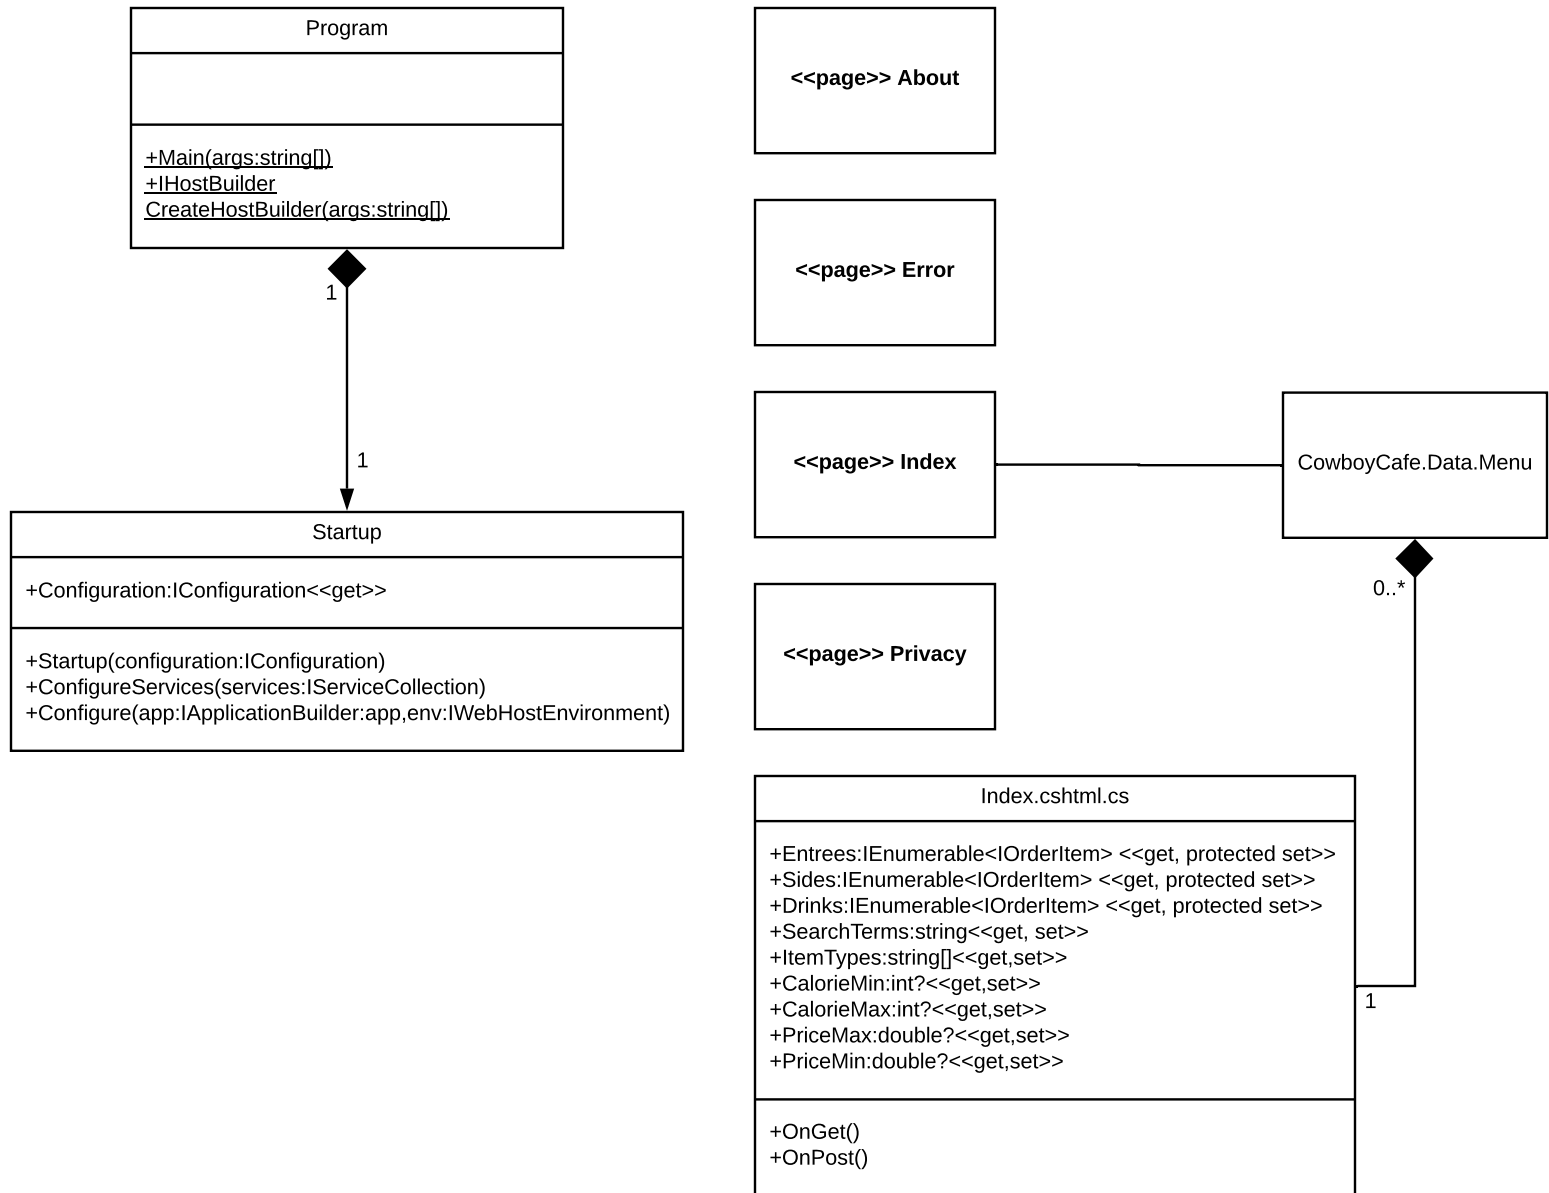 Program
+Main(args:string[])
+IHostBuilder
CreateHostBuilder(args:string[])
1
1
Startup
+Configuration:IConfiguration<<get>>
+Startup(configuration:IConfiguration)
+ConfigureServices(services:IServiceCollection)
+Configure(app:IApplicationBuilder:app,env:IWebHostEnvironment)
<<page>> About
<<page>> Error
<<page>> Index
<<page>> Privacy
CowboyCafe.Data.Menu
0..*
1
Index.cshtml.cs
+Entrees:IEnumerable<IOrderItem> <<get, protected set>>
+Sides:IEnumerable<IOrderItem> <<get, protected set>>
+Drinks:IEnumerable<IOrderItem> <<get, protected set>>
+SearchTerms:string<<get, set>>
+ItemTypes:string[]<<get,set>>
+CalorieMin:int?<<get,set>>
+CalorieMax:int?<<get,set>>
+PriceMax:double?<<get,set>>
+PriceMin:double?<<get,set>>
+OnGet()
+OnPost()